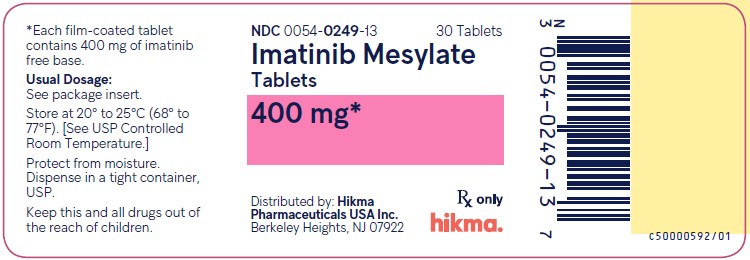 *Each film-coated tablet
contains 400 mg of imatinib
free base.
Usual Dosage:
See package insert.
Store at 20° to 25°C (68° to
77°F). [See USP Controlled
Room Temperature.]
Protect from moisture.
Dispense in a tight container,
USP.
Keep this and all drugs out of
the reach of children.
NDC 0054-0249-13 30 Tablets
Imatinib Mesylate
Tablets
400 mg*
Distributed by: Hikma
Pharmaceuticals USA Inc.
Berkeley Heights, NJ 07922
Rx only
hikma.
N
3 0054-0249-13 7
c50000592/01